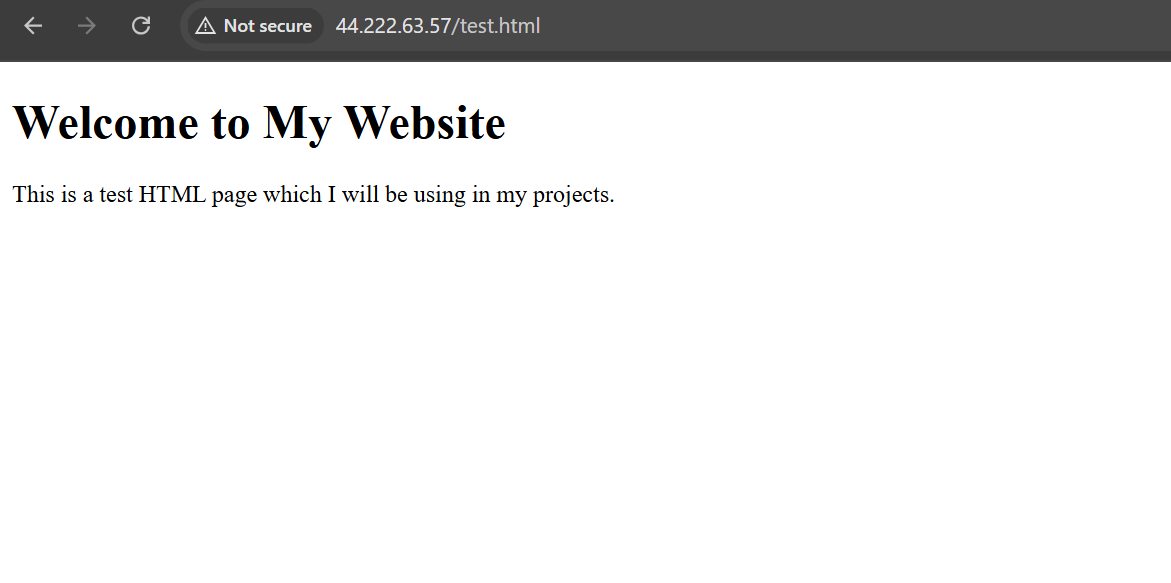 Not secure 44.222.63.57/test.html
Welcome to My Website
This is a test HTML page which I will be using in my projects.